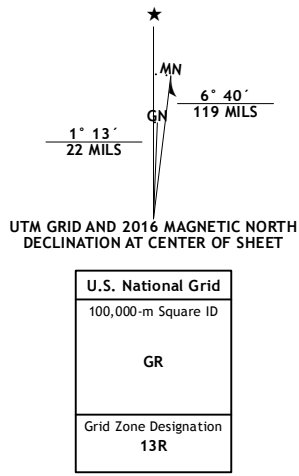 MN
6° 40´
119 MILS
GN
1° 13´
22 MILS
UTM GRID AND 2016 MAGNETIC NORTH
DECLINATION AT CENTER OF SHEET
U.S. National Grid
100,000-m Square ID
GR
Grid Zone Designation
13R